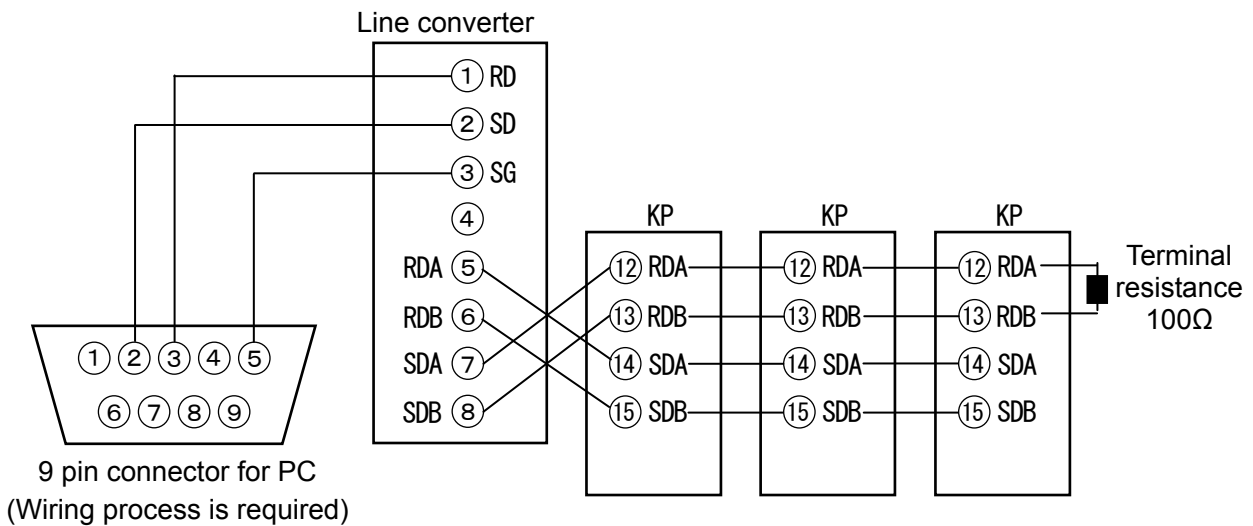 Line converter
① RD
② SD
③ SG
④
RDA ⑤
RDB ⑥
SDA ⑦
SDB ⑧
① ② ③ ④ ⑤
⑥ ⑦ ⑧ ⑨
9 pin connector for PC
(Wiring process is required)
KP
⑫ RDA
⑬ RDB
⑭ SDA
⑮ SDB
KP
⑫ RDA
⑬ RDB
⑭ SDA
⑮ SDB
KP
⑫ RDA
⑬ RDB
⑭ SDA
⑮ SDB
Terminal
resistance
100Ω